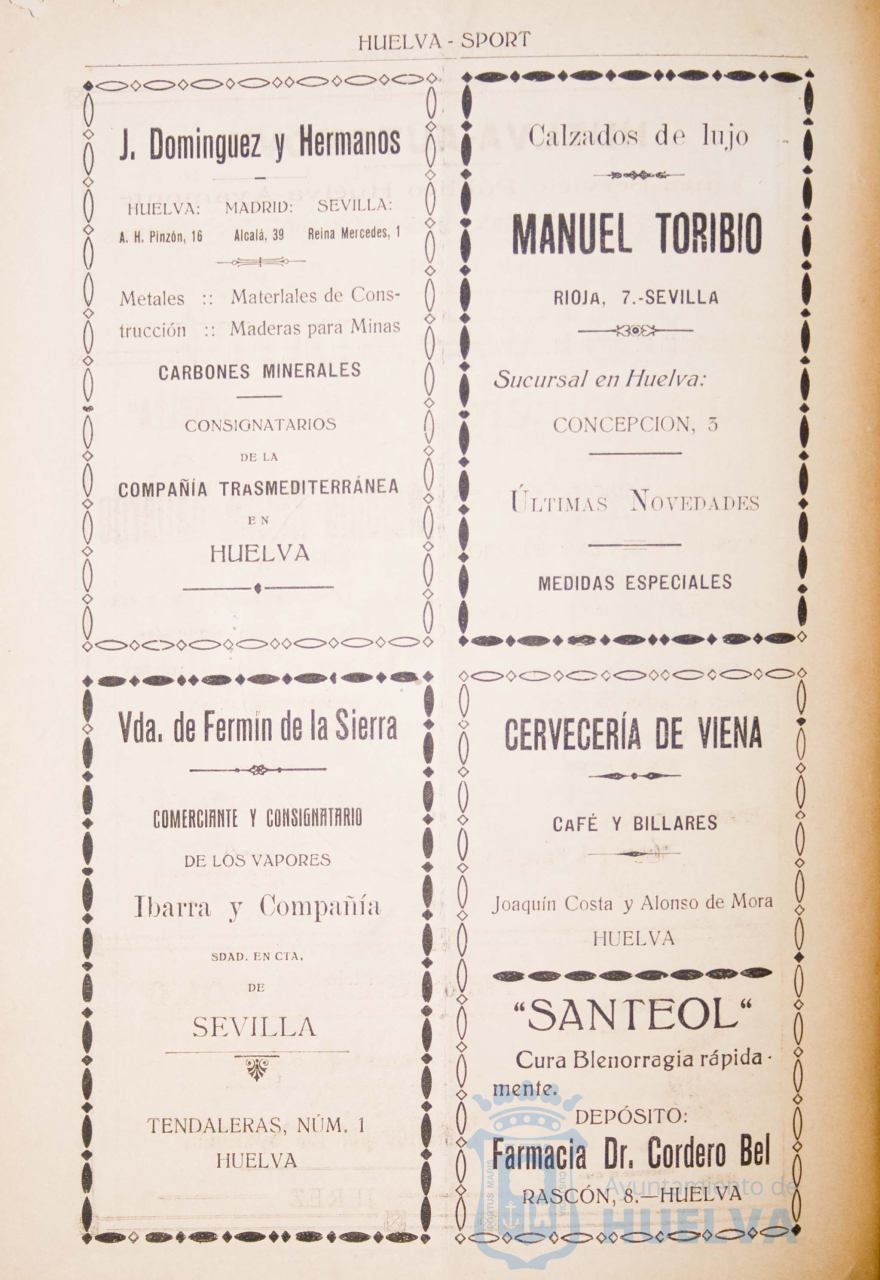 HUELVA - SPORT
J. Dominguez y Hermanos
HUELVA: MADRID: SEVILLA:
A. H. Pinzón, 16 Alcalá, 39 Reina Mercedes, 1
Metales :: Materiales de Cons-
trucción :: Maderas para Minas
CARBONES MINERALES
CONSIGNATARIOS
DE LA
COMPAÑÍA TRASMEDITERRÁNEA
EN
HUELVA
Calzados de lujo
MANUEL TORIBIO
RIOJA, 7.-SEVILLA
Sucursal en Huelva:
CONCEPCION, 3
ÚLTIMAS NOVEDADES
MEDIDAS ESPECIALES
Vda. de Fermin de la Sierra
COMERCIANTE Y CONSIGNATARIO
DE LOS VAPORES
Ibarra y Compañía
SDAD. EN CTA.
DE
SEVILLA
TENDALERAS, NÚM. 1
HUELVA
CERVECERÍA DE VIENA
CAFÉ Y BILLARES
Joaquín Costa y Alonso de Mora
HUELVA
"SANTEOL"
Cura Blenorragia rápida-
mente.
DEPÓSITO:
Farmacia Dr. Cordero Bel
RASCÓN, 8.—HUELVA
Ayuntamiento de
HUELVA